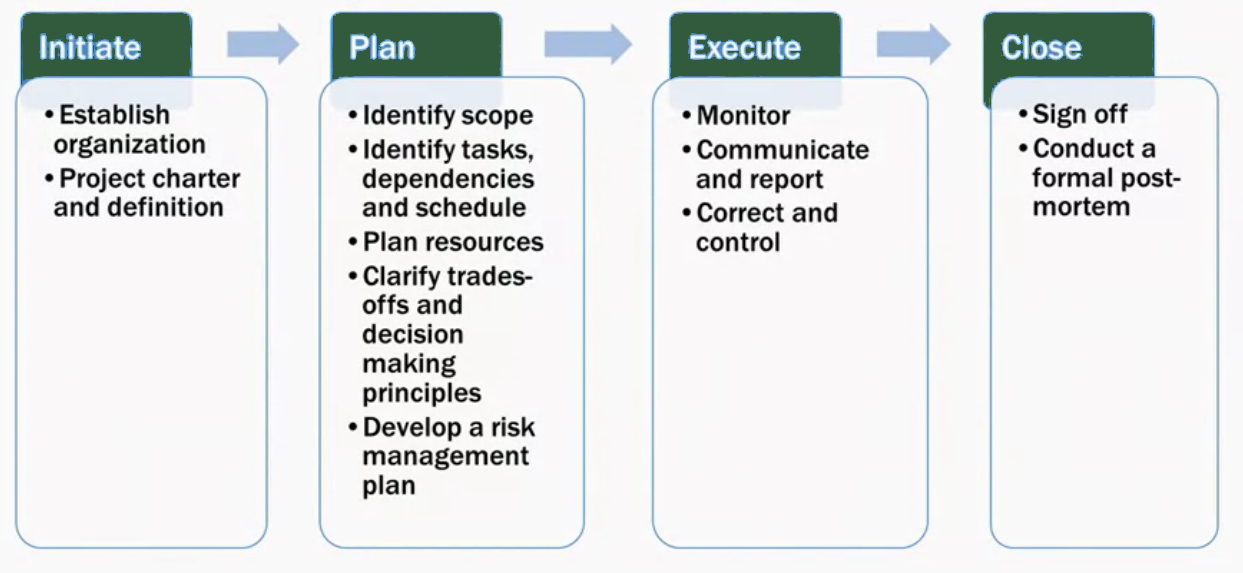 Initiate
• Establish
organization
• Project charter
and definition
Plan
• Identify scope
• Identify tasks,
dependencies
and schedule
• Plan resources
• Clarify trades-
offs and
decision
making
principles
• Develop a risk
management
plan
Execute
• Monitor
• Communicate
and report
• Correct and
control
Close
• Sign off
• Conduct a
formal post-
mortem